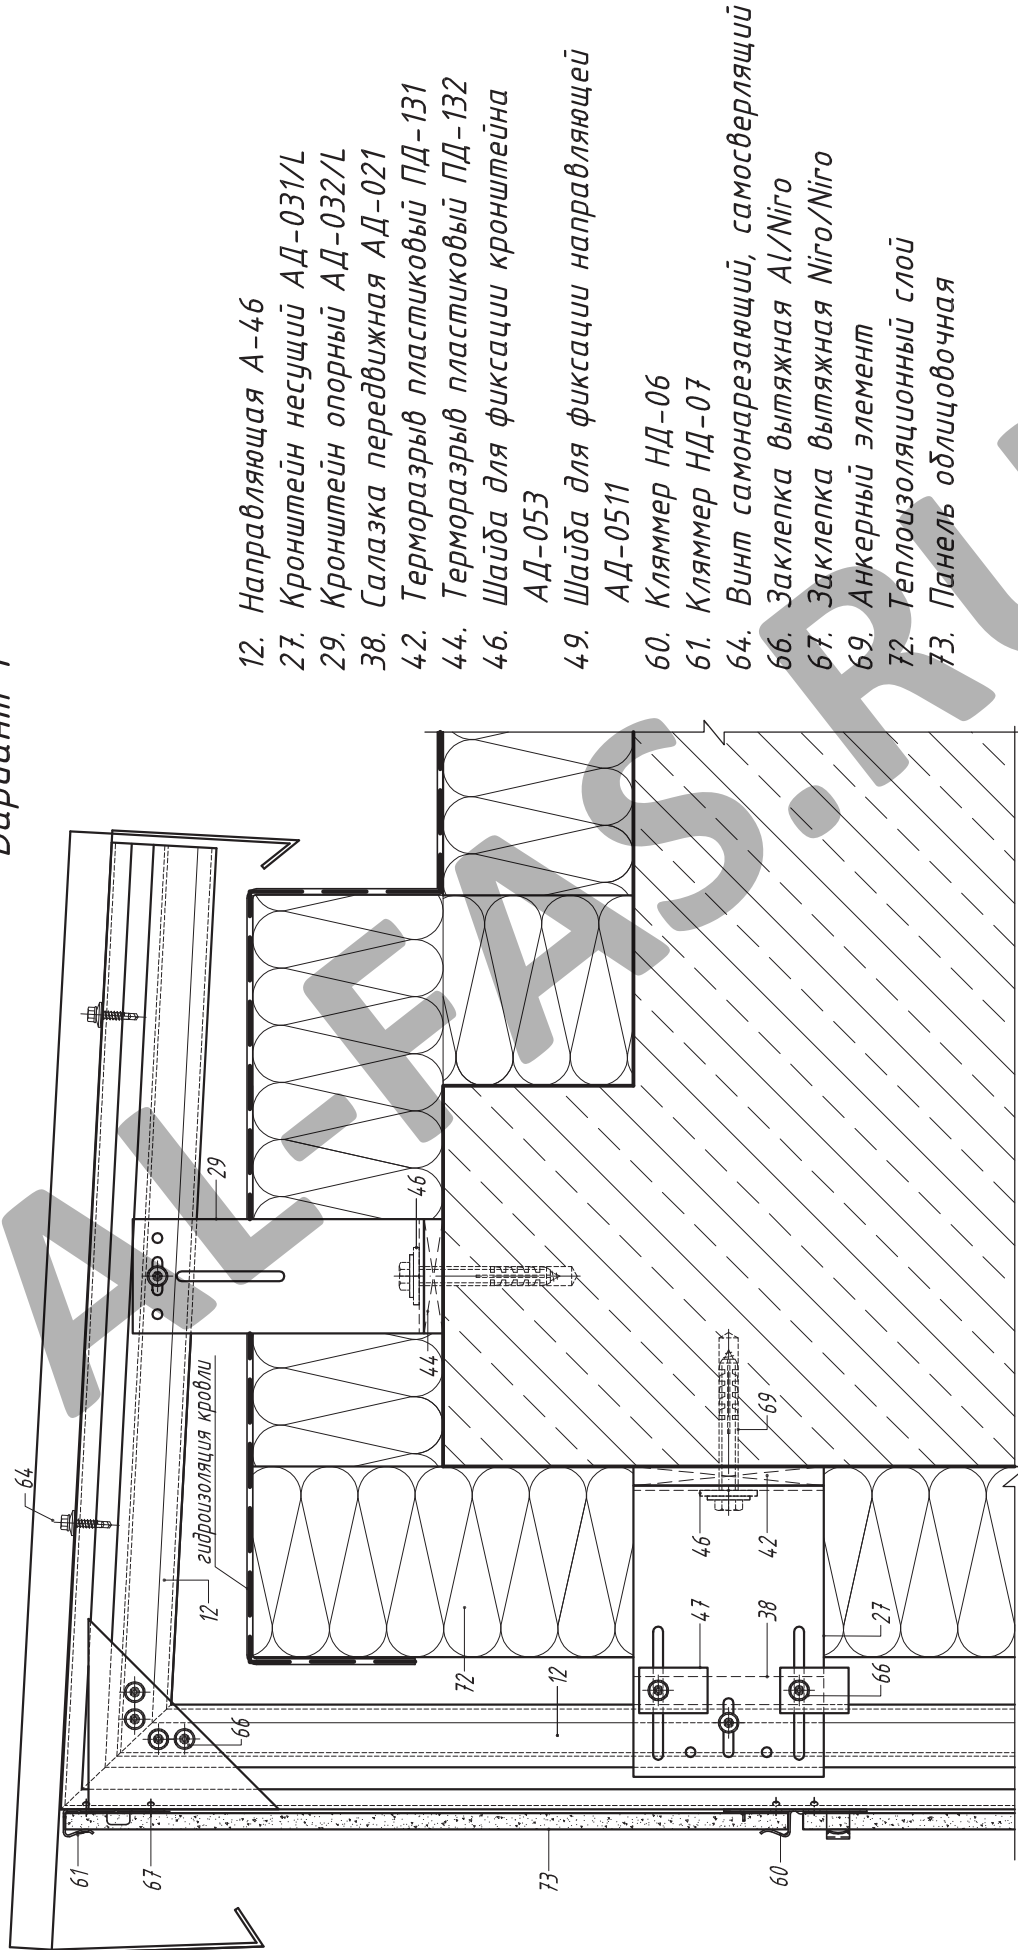 Вариант 1
12. Направляющая А-46
27. Кронштейн несущий АД-031/L
29. Кронштейн опорный АД-032/L
38. Салазка передвижная АД-021
42. Терморазрыв пластиковый ПД-131
44. Терморазрыв пластиковый ПД-132
46. Шайба для фиксации кронштейна
АД-053
49. Шайба для фиксации направляющей
АД-0511
60. Кляммер НД-06
61. Кляммер НД-07
64. Винт самонарезающий, самосверлящий
66. Заклепка вытяжная Al/Niro
67. Заклепка вытяжная Niro/Niro
69. Анкерный элемент
72. Теплоизоляционный слой
73. Панель облицовочная
64
29
46
44
гидроизоляция кровли
12
69
46
42
47
38
27
72
12
66
66
61
67
73
60
AL-FAS.RU